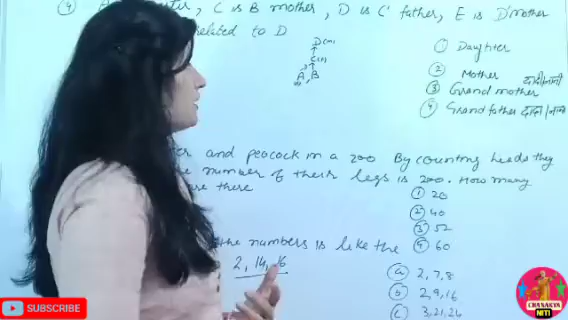 ter, C is B mother, D is C' father, E is D'mother
related to D
① Daughter
② Mother
③ Grand mother दादी/नानी
④ Grand father दादा/नाना
D(m)
C(m)
A, B
and peacock in a zoo By counting heads they
number of their legs is 200. How many
there
① 20
② 40
③ 52
④ 60
the numbers is like the
2, 14, 16
ⓐ 2, 7, 8
ⓑ 2, 9, 16
ⓒ 3, 21, 24
SUBSCRIBE
CHANAKYA
NITI